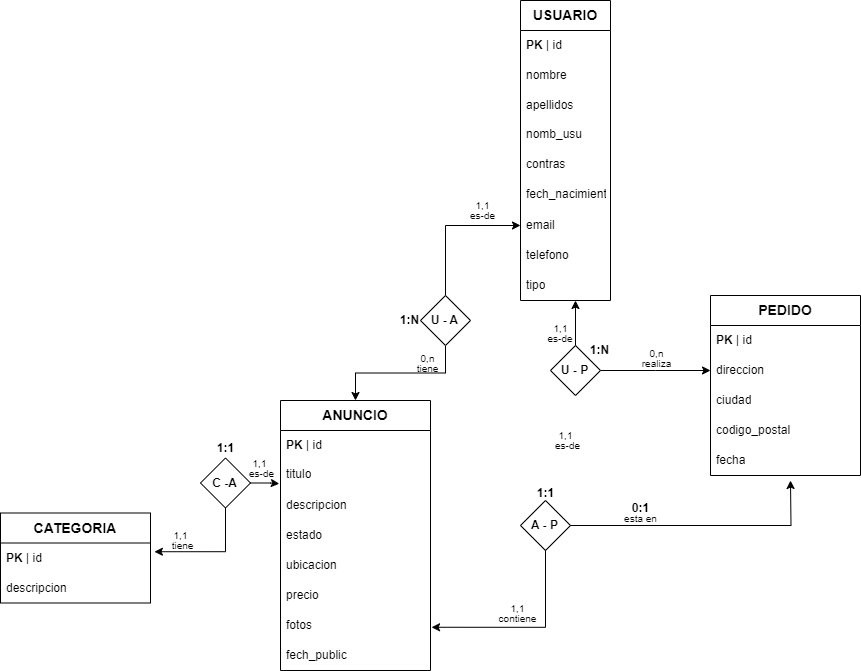 USUARIO
PK | id
nombre
apellidos
nomb_usu
contras
fech_nacimient
email
telefono
tipo
1,1
es-de
1:N
U - A
0,n
tiene
PEDIDO
PK | id
direccion
ciudad
codigo_postal
fecha
1,1
es-de
1:N
U - P
0,n
realiza
ANUNCIO
PK | id
titulo
descripcion
estado
ubicacion
precio
fotos
fech_public
1:1
C -A
1,1
es-de
1,1
tiene
CATEGORIA
PK | id
descripcion
1,1
es-de
1:1
A - P
0:1
esta en
1,1
contiene